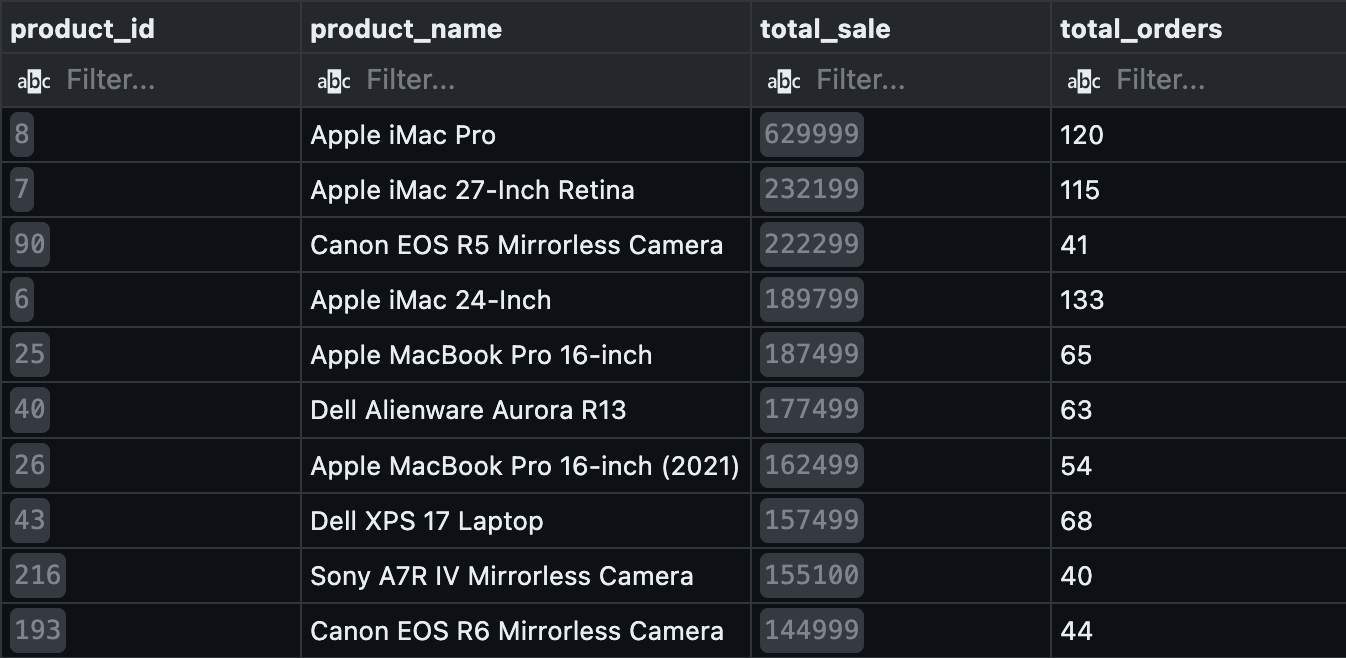 product_id product_name total_sale total_orders
abc Filter... abc Filter... abc Filter... abc Filter...
8 Apple iMac Pro 629999 120
7 Apple iMac 27-Inch Retina 232199 115
90 Canon EOS R5 Mirrorless Camera 222299 41
6 Apple iMac 24-Inch 189799 133
25 Apple MacBook Pro 16-inch 187499 65
40 Dell Alienware Aurora R13 177499 63
26 Apple MacBook Pro 16-inch (2021) 162499 54
43 Dell XPS 17 Laptop 157499 68
216 Sony A7R IV Mirrorless Camera 155100 40
193 Canon EOS R6 Mirrorless Camera 144999 44